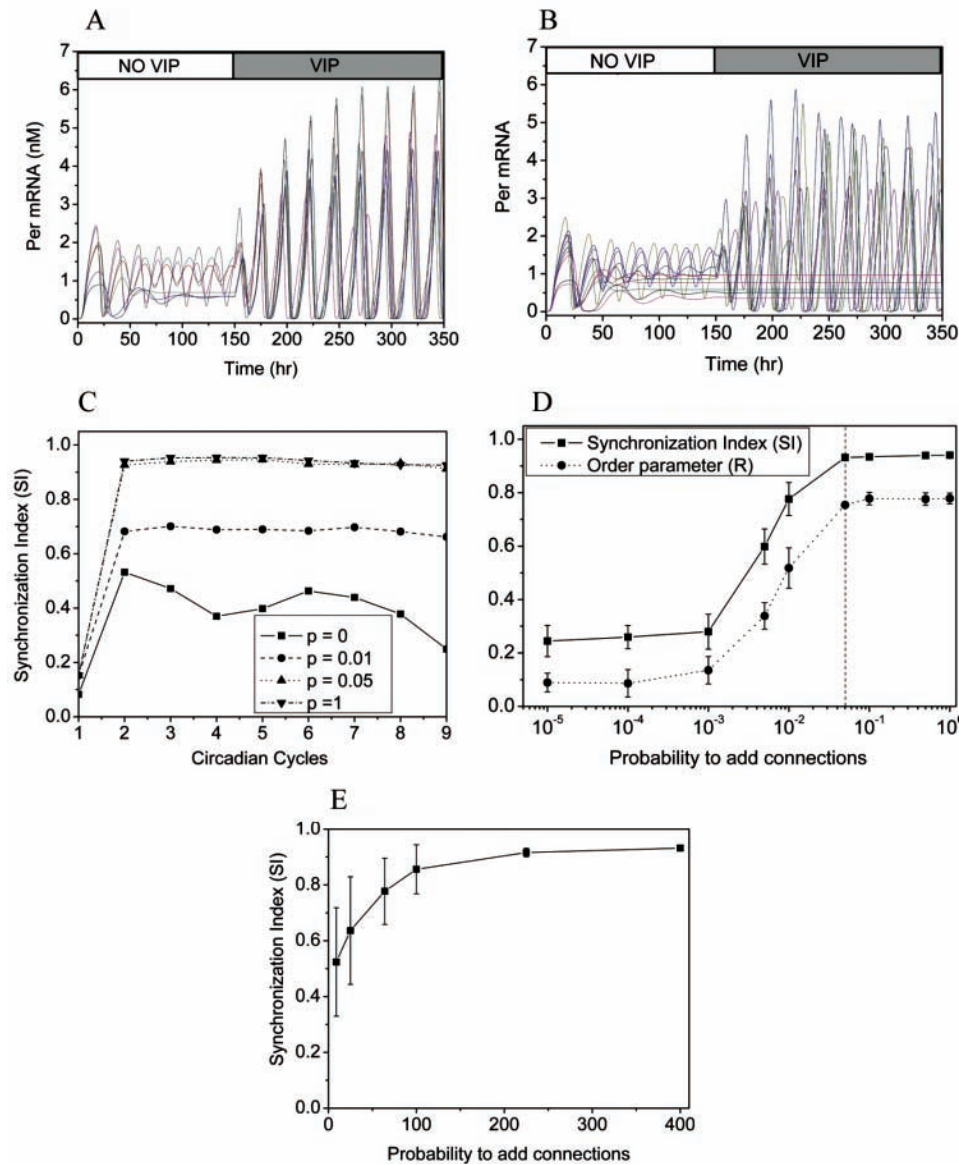 A
NO VIP VIP
7
6
5
4
3
2
1
0
Per mRNA (nM)
0 50 100 150 200 250 300 350
Time (hr)
B
NO VIP VIP
7
6
5
4
3
2
1
0
Per mRNA
0 50 100 150 200 250 300 350
Time (hr)
C
1.0
0.8
0.6
0.4
0.2
0.0
Synchronization Index (SI)
p = 0
p = 0.01
p = 0.05
p =1
1 2 3 4 5 6 7 8 9
Circadian Cycles
D
Synchronization Index (SI)
Order parameter (R)
1.0
0.8
0.6
0.4
0.2
0.0
10⁻⁵ 10⁻⁴ 10⁻³ 10⁻² 10⁻¹ 10⁰
Probability to add connections
E
1.0
0.8
0.6
0.4
0.2
0.0
Synchronization Index (SI)
0 100 200 300 400
Probability to add connections